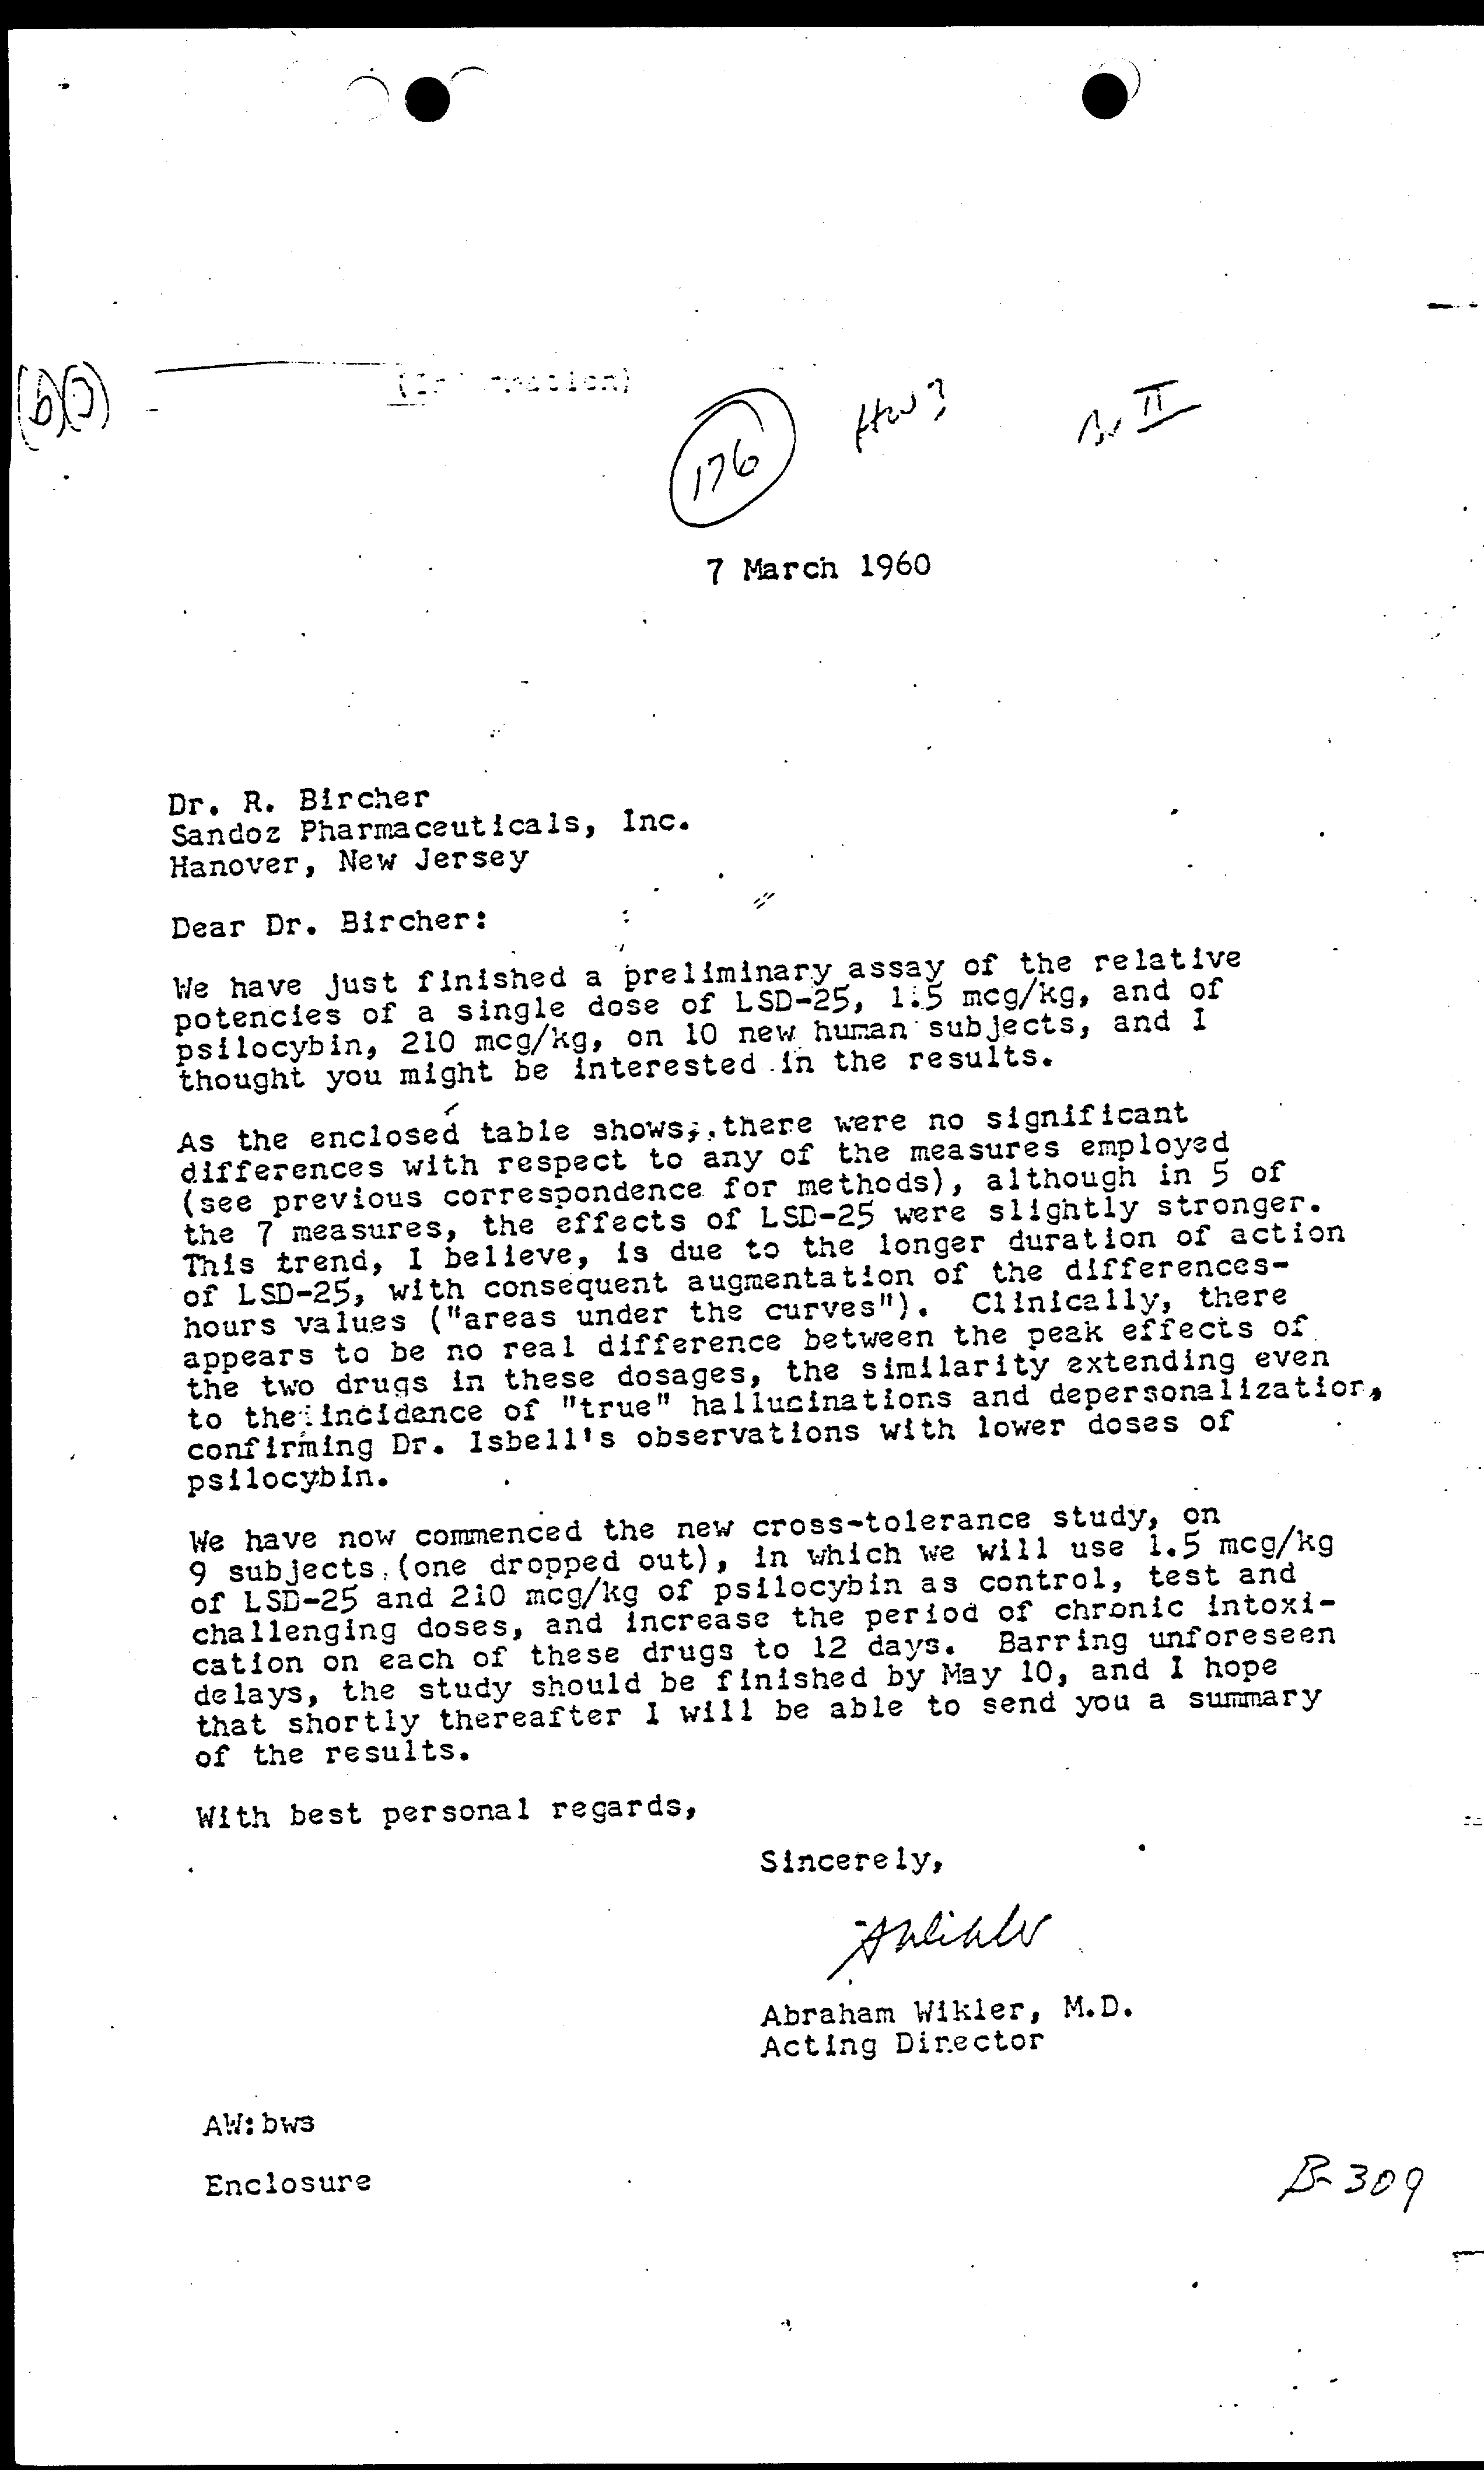 (b)(
176
7 March 1960
Dr. R. Bircher
Sandoz Pharmaceuticals, Inc.
Hanover, New Jersey
Dear Dr. Bircher:
We have just finished a preliminary assay of the relative
potencies of a single dose of LSD-25, 1.5 mcg/kg, and of
psilocybin, 210 mcg/kg, on 10 new human subjects, and I
thought you might be interested in the results.
As the enclosed table shows, there were no significant
differences with respect to any of the measures employed
(see previous correspondence for methods), although in 5 of
the 7 measures, the effects of LSD-25 were slightly stronger.
This trend, I believe, is due to the longer duration of action
of LSD-25, with consequent augmentation of the differences-
hours values ("areas under the curves"). Clinically, there
appears to be no real difference between the peak effects of
the two drugs in these dosages, the similarity extending even
to the incidence of "true" hallucinations and depersonalization,
confirming Dr. Isbell's observations with lower doses of
psilocybin.
We have now commenced the new cross-tolerance study, on
9 subjects (one dropped out), in which we will use 1.5 mcg/kg
of LSD-25 and 210 mcg/kg of psilocybin as control, test and
challenging doses, and increase the period of chronic intoxi-
cation on each of these drugs to 12 days. Barring unforeseen
delays, the study should be finished by May 10, and I hope
that shortly thereafter I will be able to send you a summary
of the results.
With best personal regards,
Sincerely,
AWikler
Abraham Wikler, M.D.
Acting Director
AW:bws
Enclosure
B-309